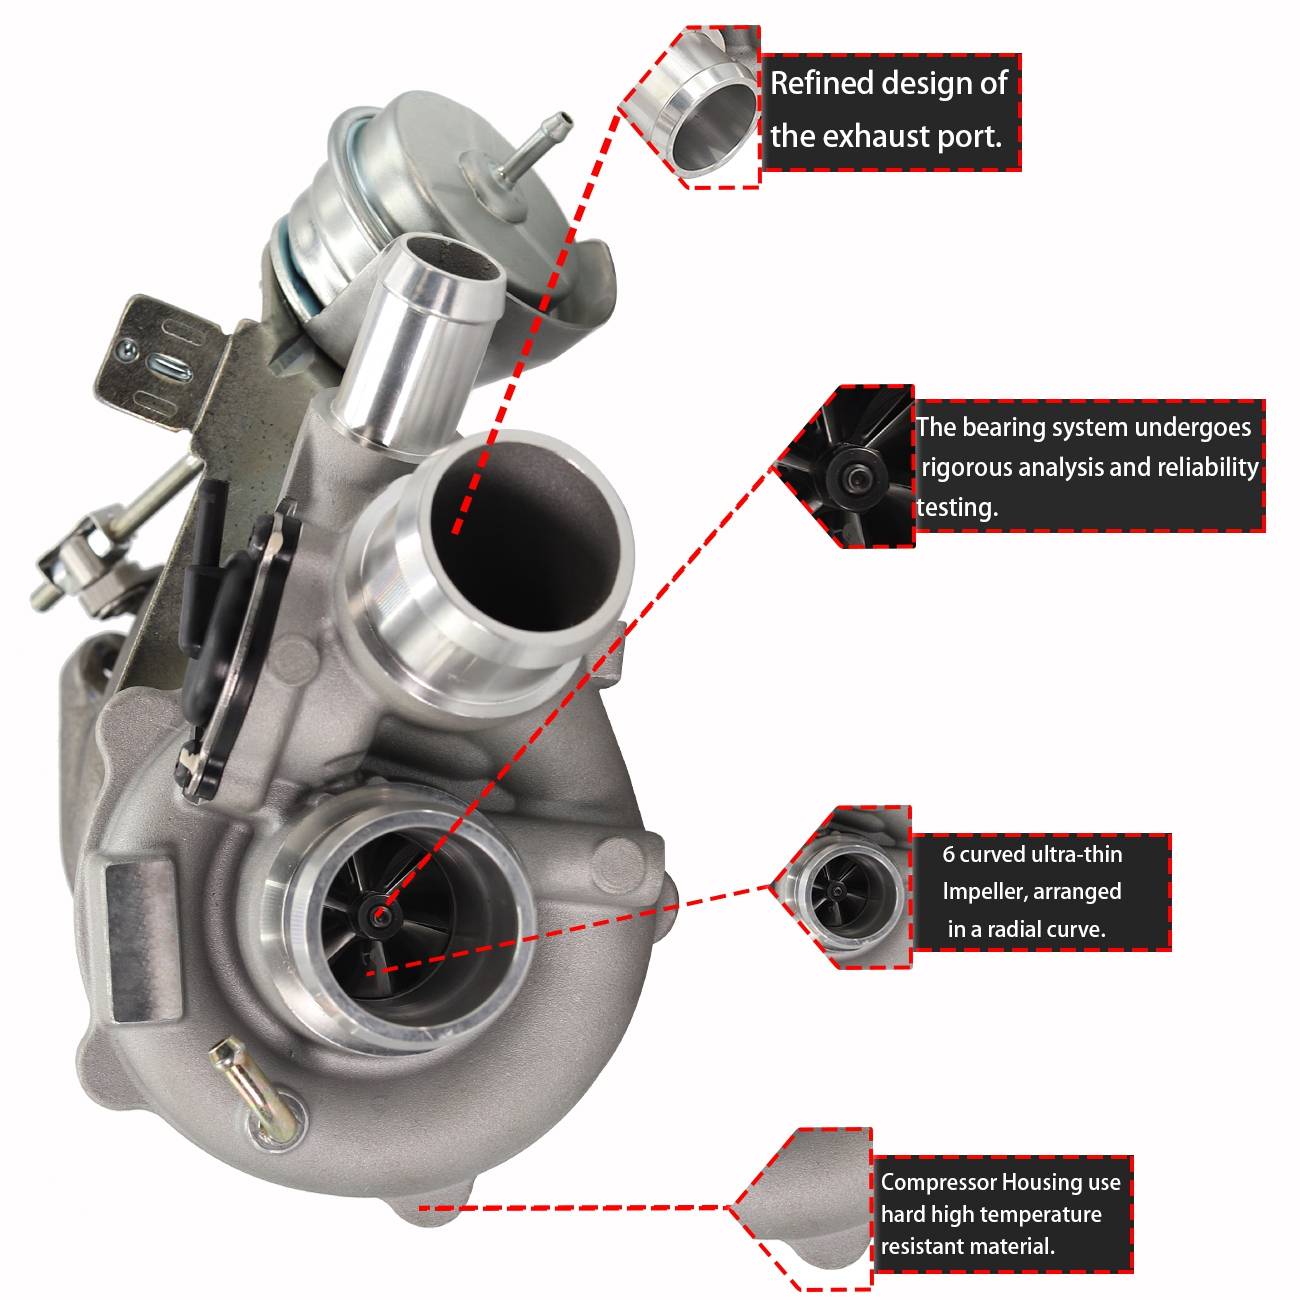 Refined design of
the exhaust port.
The bearing system undergoes
rigorous analysis and reliability
testing.
6 curved ultra-thin
Impeller, arranged
in a radial curve.
Compressor Housing use
hard high temperature
resistant material.